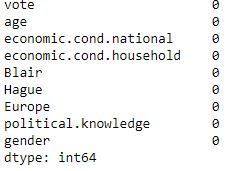 vote 0
age 0
economic.cond.national 0
economic.cond.household 0
Blair 0
Hague 0
Europe 0
political.knowledge 0
gender 0
dtype: int64